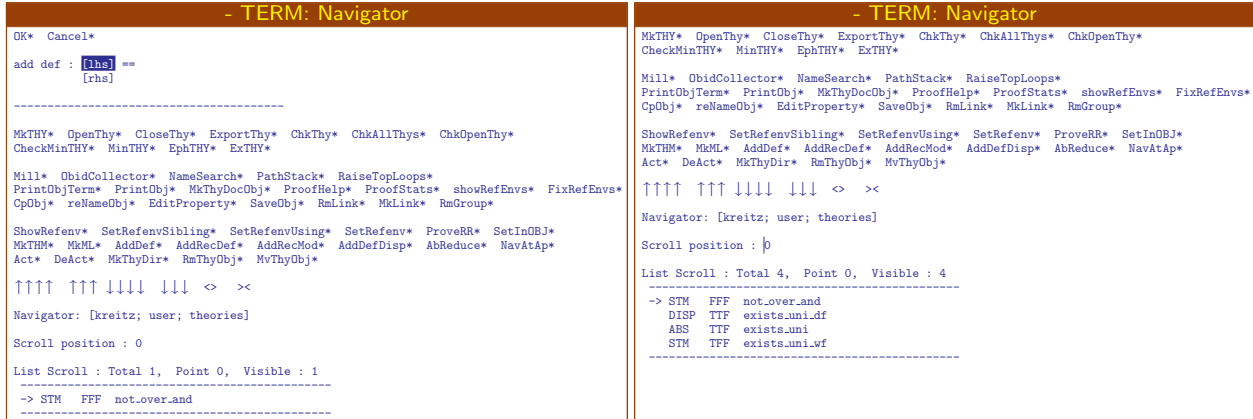 - TERM: Navigator
OK*  Cancel*
add def : [lhs] ==
[rhs]
----------------------------------------
MkTHY*  OpenThy*  CloseThy*  ExportThy*  ChkThy*  ChkAllThys*  ChkOpenThy*
CheckMinTHY*  MinTHY*  EphTHY*  ExTHY*
Mill*  ObidCollector*  NameSearch*  PathStack*  RaiseTopLoops*
PrintObjTerm*  PrintObj*  MkThyDocObj*  ProofHelp*  ProofStats*  showRefEnvs*  FixRefEnvs*
CpObj*  reNameObj*  EditProperty*  SaveObj*  RmLink*  MkLink*  RmGroup*
ShowRefenv*  SetRefenvSibling*  SetRefenvUsing*  SetRefenv*  ProveRR*  SetInOBJ*
MkTHM*  MkML*  AddDef*  AddRecDef*  AddRecMod*  AddDefDisp*  AbReduce*  NavAtAp*
Act*  DeAct*  MkThyDir*  RmThyObj*  MvThyObj*
↑↑↑↑  ↑↑↑ ↓↓↓↓  ↓↓↓  <>  ><
Navigator: [kreitz; user; theories]
Scroll position : 0
List Scroll : Total 1,  Point 0,  Visible : 1
----------------------------------------------
-> STM  FFF  not_over_and
----------------------------------------------
- TERM: Navigator
MkTHY*  OpenThy*  CloseThy*  ExportThy*  ChkThy*  ChkAllThys*  ChkOpenThy*
CheckMinTHY*  MinTHY*  EphTHY*  ExTHY*
Mill*  ObidCollector*  NameSearch*  PathStack*  RaiseTopLoops*
PrintObjTerm*  PrintObj*  MkThyDocObj*  ProofHelp*  ProofStats*  showRefEnvs*  FixRefEnvs*
CpObj*  reNameObj*  EditProperty*  SaveObj*  RmLink*  MkLink*  RmGroup*
ShowRefenv*  SetRefenvSibling*  SetRefenvUsing*  SetRefenv*  ProveRR*  SetInOBJ*
MkTHM*  MkML*  AddDef*  AddRecDef*  AddRecMod*  AddDefDisp*  AbReduce*  NavAtAp*
Act*  DeAct*  MkThyDir*  RmThyObj*  MvThyObj*
↑↑↑↑  ↑↑↑ ↓↓↓↓  ↓↓↓  <>  ><
Navigator: [kreitz; user; theories]
Scroll position : 0
List Scroll : Total 4,  Point 0,  Visible : 4
----------------------------------------------
-> STM  FFF  not_over_and
DISP  TTF  exists_uni_df
ABS  TTF  exists_uni
STM  TFF  exists_uni_wf
----------------------------------------------